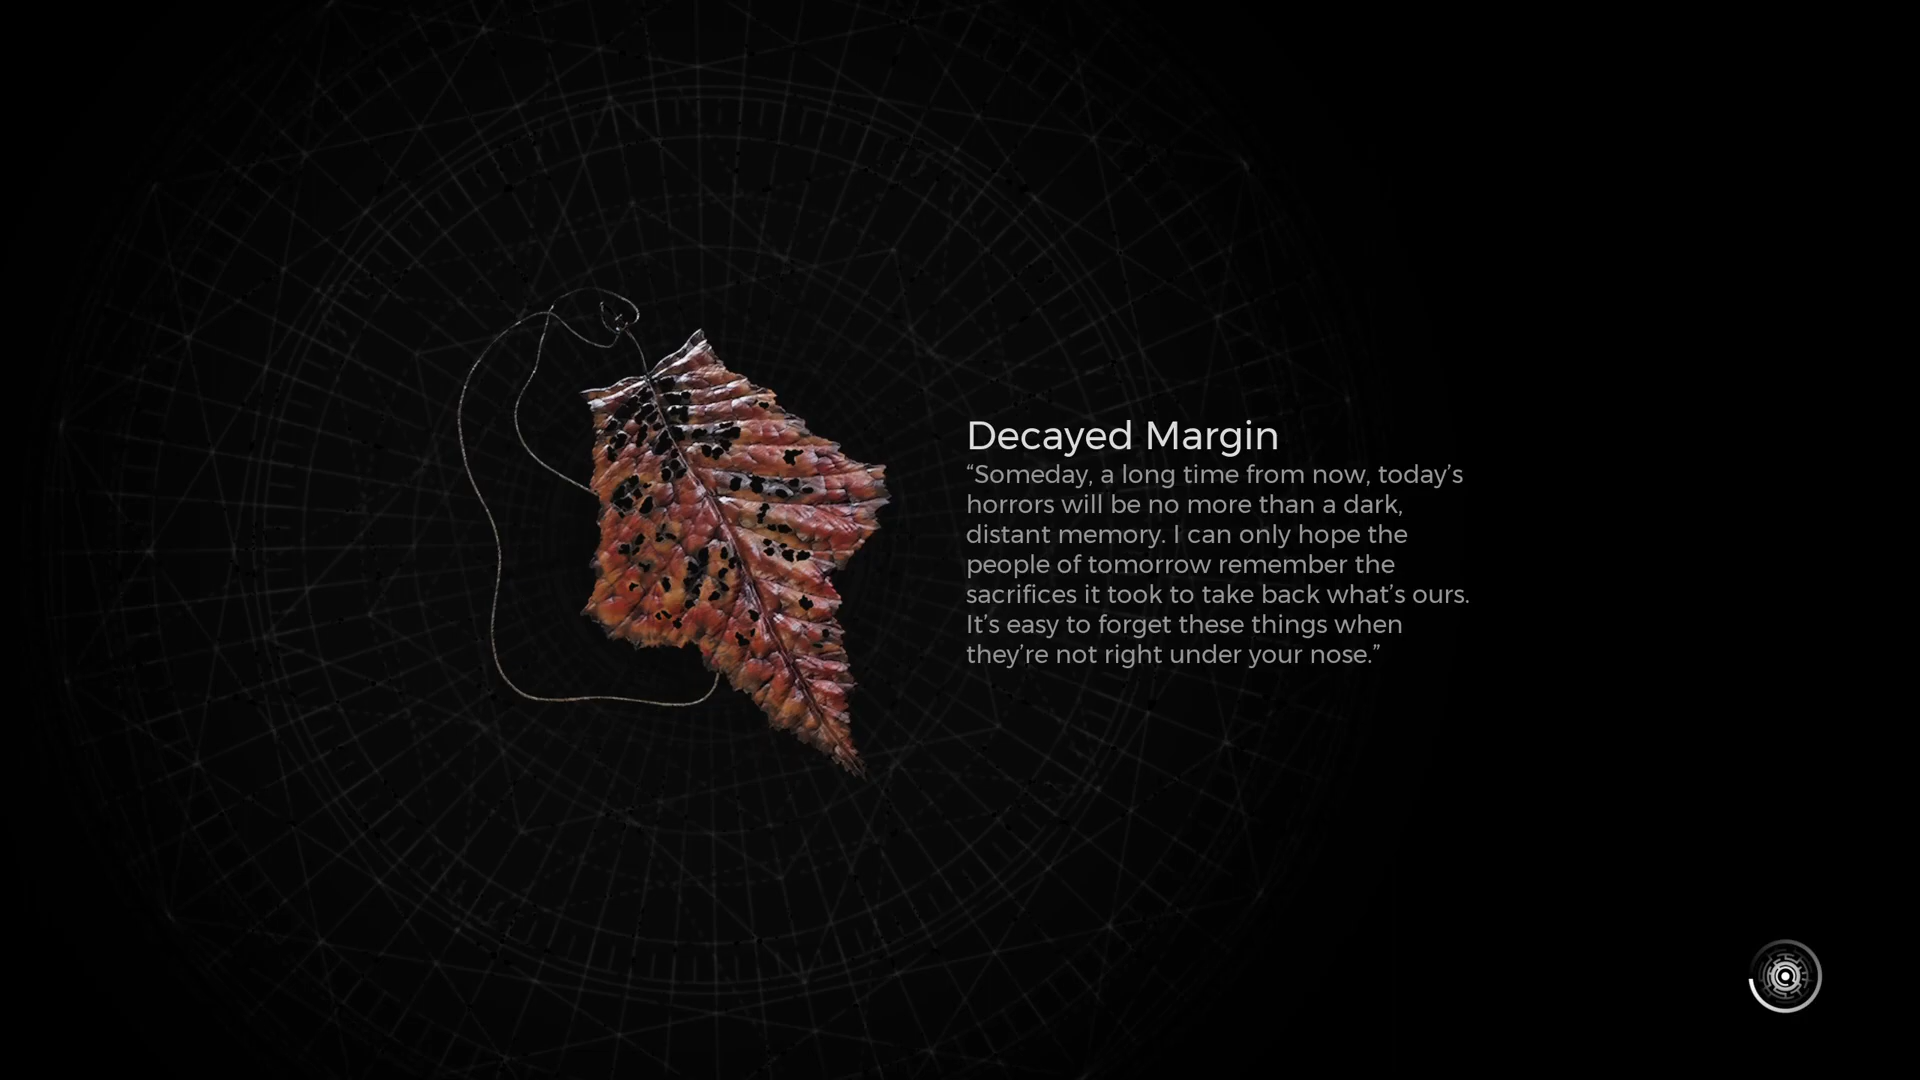 Decayed Margin
“Someday, a long time from now, today’s
horrors will be no more than a dark,
distant memory. I can only hope the
people of tomorrow remember the
sacrifices it took to take back what’s ours.
It’s easy to forget these things when
they’re not right under your nose.”